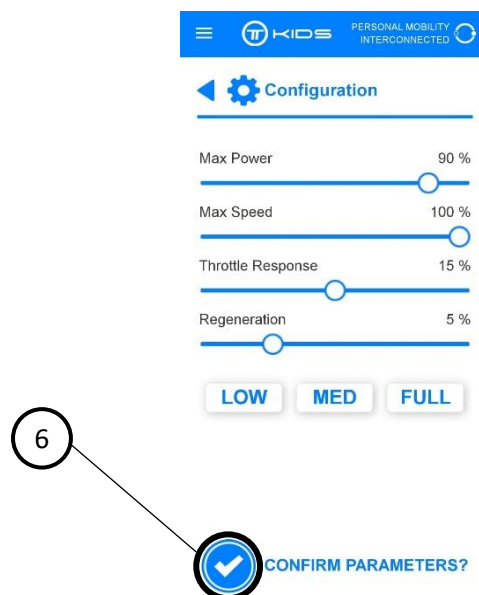 KIDS
PERSONAL MOBILITY
INTERCONNECTED
Configuration
Max Power 90 %
Max Speed 100 %
Throttle Response 15 %
Regeneration 5 %
LOW MED FULL
6
CONFIRM PARAMETERS?